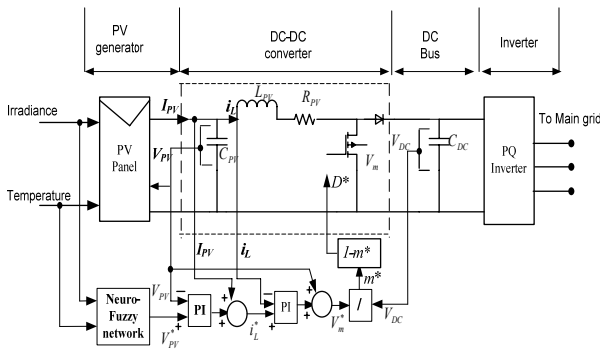 PV
generator
DC-DC
converter
DC
Bus
Inverter
Irradiance
I_PV
i_L
L_PV
R_PV
To Main grid
PV
Panel
V_PV
C_PV
V_m
V_DC
C_DC
PQ
Inverter
D*
Temperature
I_PV
i_L
1-m*
m*
Neuro-
Fuzzy
network
V_PV
PI
PI
/
V_DC
V*_PV
i*_L
V*_m
− + + + − + + +